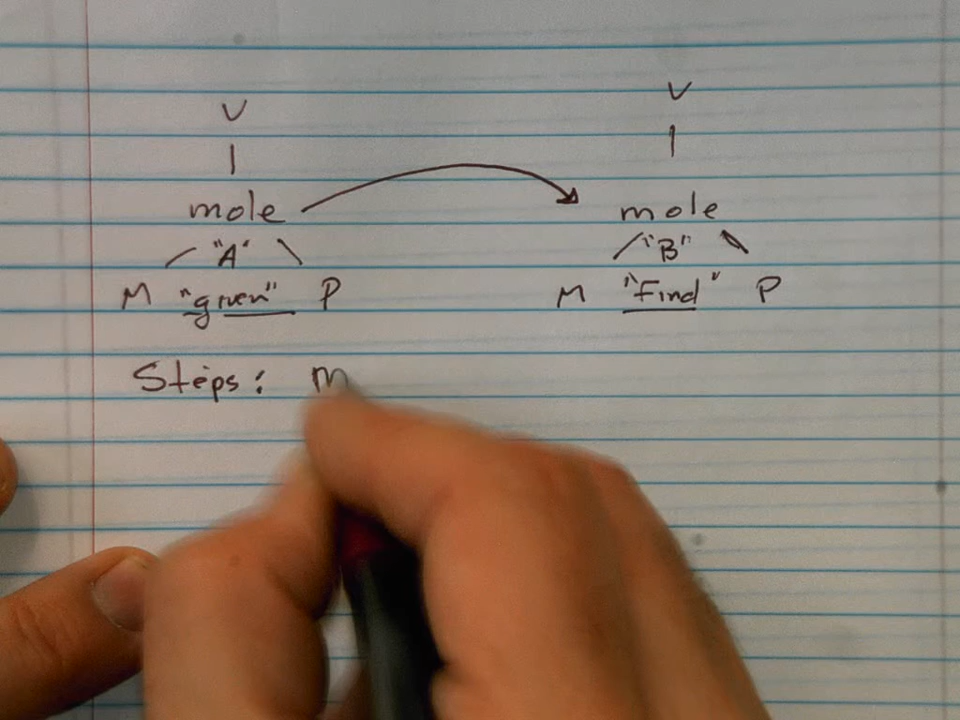 V V
mole mole
"A" "B"
M "given" P M "Find" P
Steps: m